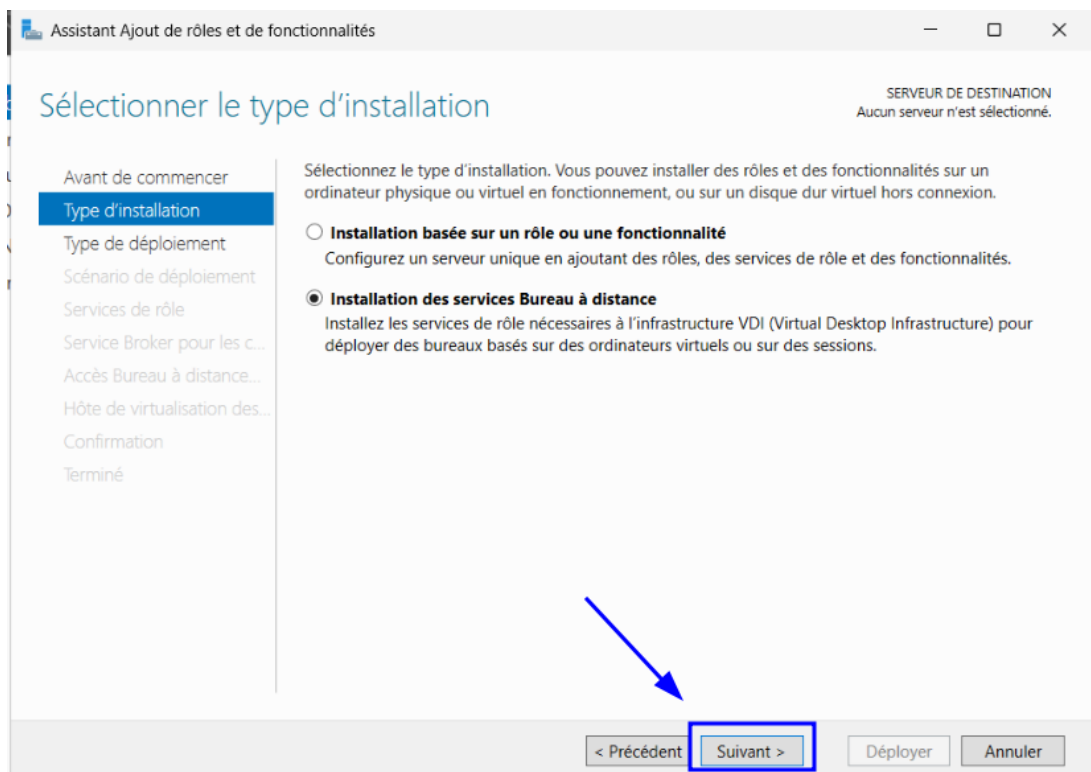 Assistant Ajout de rôles et de fonctionnalités
Sélectionner le type d'installation
SERVEUR DE DESTINATION
Aucun serveur n'est sélectionné.
Avant de commencer
Type d'installation
Type de déploiement
Scénario de déploiement
Services de rôle
Service Broker pour les c...
Accès Bureau à distance...
Hôte de virtualisation des...
Confirmation
Terminé
Sélectionnez le type d'installation. Vous pouvez installer des rôles et des fonctionnalités sur un
ordinateur physique ou virtuel en fonctionnement, ou sur un disque dur virtuel hors connexion.
Installation basée sur un rôle ou une fonctionnalité
Configurez un serveur unique en ajoutant des rôles, des services de rôle et des fonctionnalités.
Installation des services Bureau à distance
Installez les services de rôle nécessaires à l'infrastructure VDI (Virtual Desktop Infrastructure) pour
déployer des bureaux basés sur des ordinateurs virtuels ou sur des sessions.
< Précédent
Suivant >
Déployer
Annuler